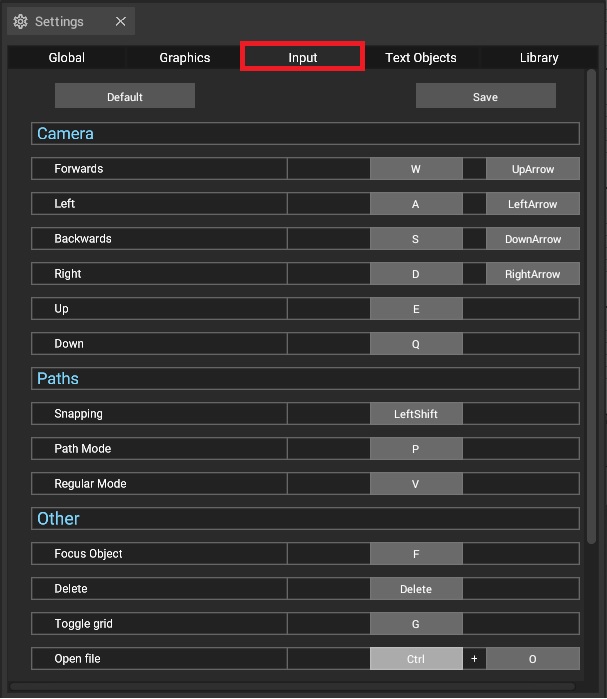 Settings
Global Graphics Input Text Objects Library
Default Save
Camera
Forwards W UpArrow
Left A LeftArrow
Backwards S DownArrow
Right D RightArrow
Up E
Down Q
Paths
Snapping LeftShift
Path Mode P
Regular Mode V
Other
Focus Object F
Delete Delete
Toggle grid G
Open file Ctrl + O